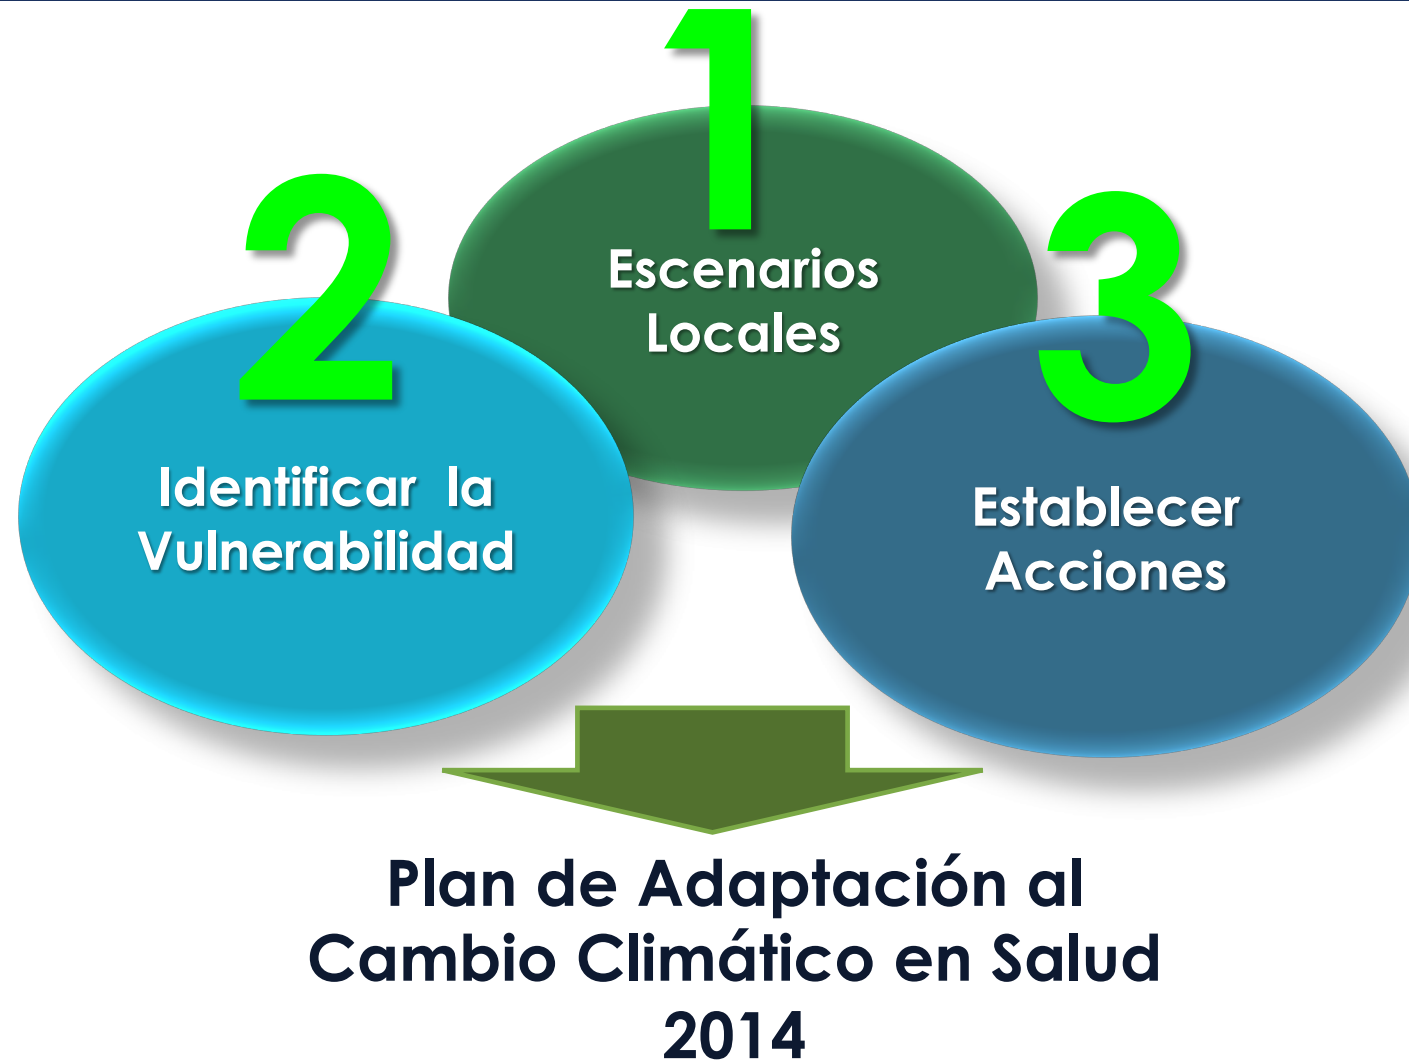 1
Escenarios
Locales
2
Identificar la
Vulnerabilidad
3
Establecer
Acciones
Plan de Adaptación al
Cambio Climático en Salud
2014